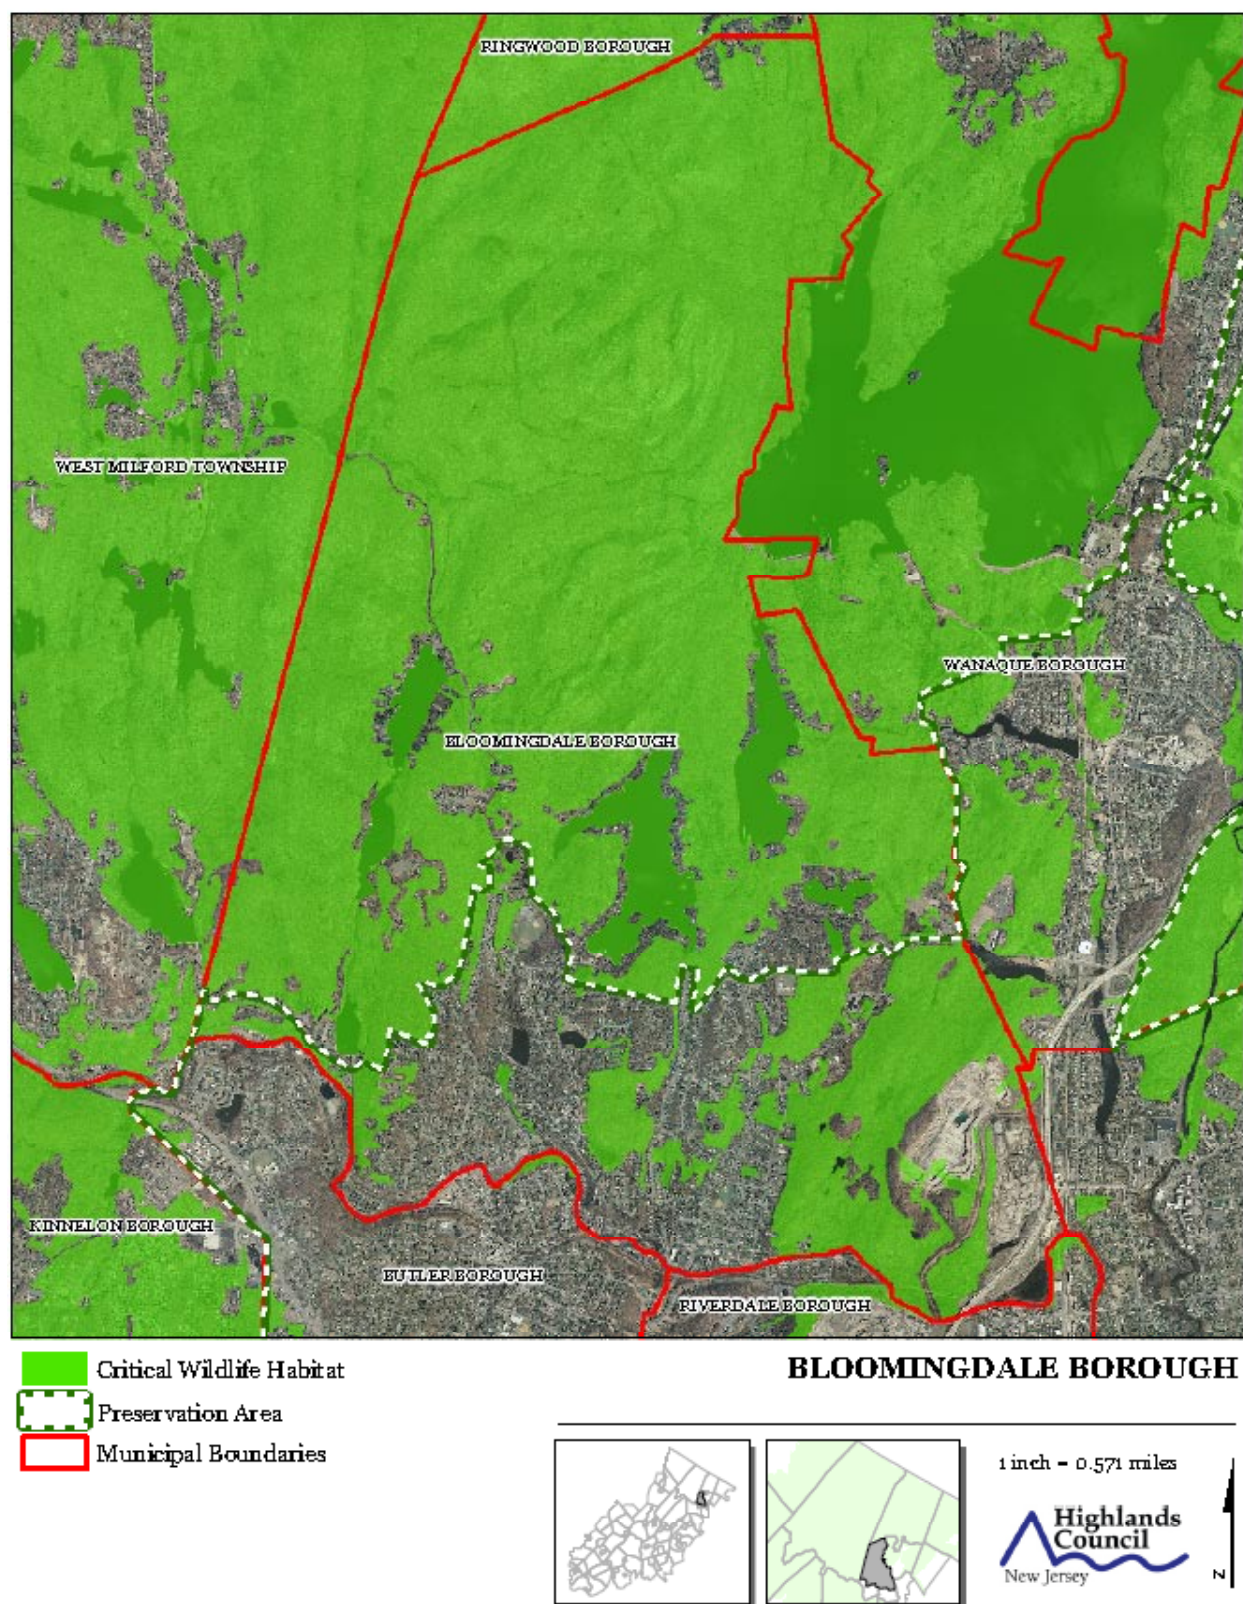 RINGWOOD BOROUGH
WEST MILFORD TOWNSHIP
WANAQUE BOROUGH
BLOOMINGDALE BOROUGH
KINNELON BOROUGH
BUTLER BOROUGH
RIVERDALE BOROUGH
Critical Wildlife Habitat
Preservation Area
Municipal Boundaries
BLOOMINGDALE BOROUGH
1 inch = 0.571 miles
Highlands
Council
New Jersey
N